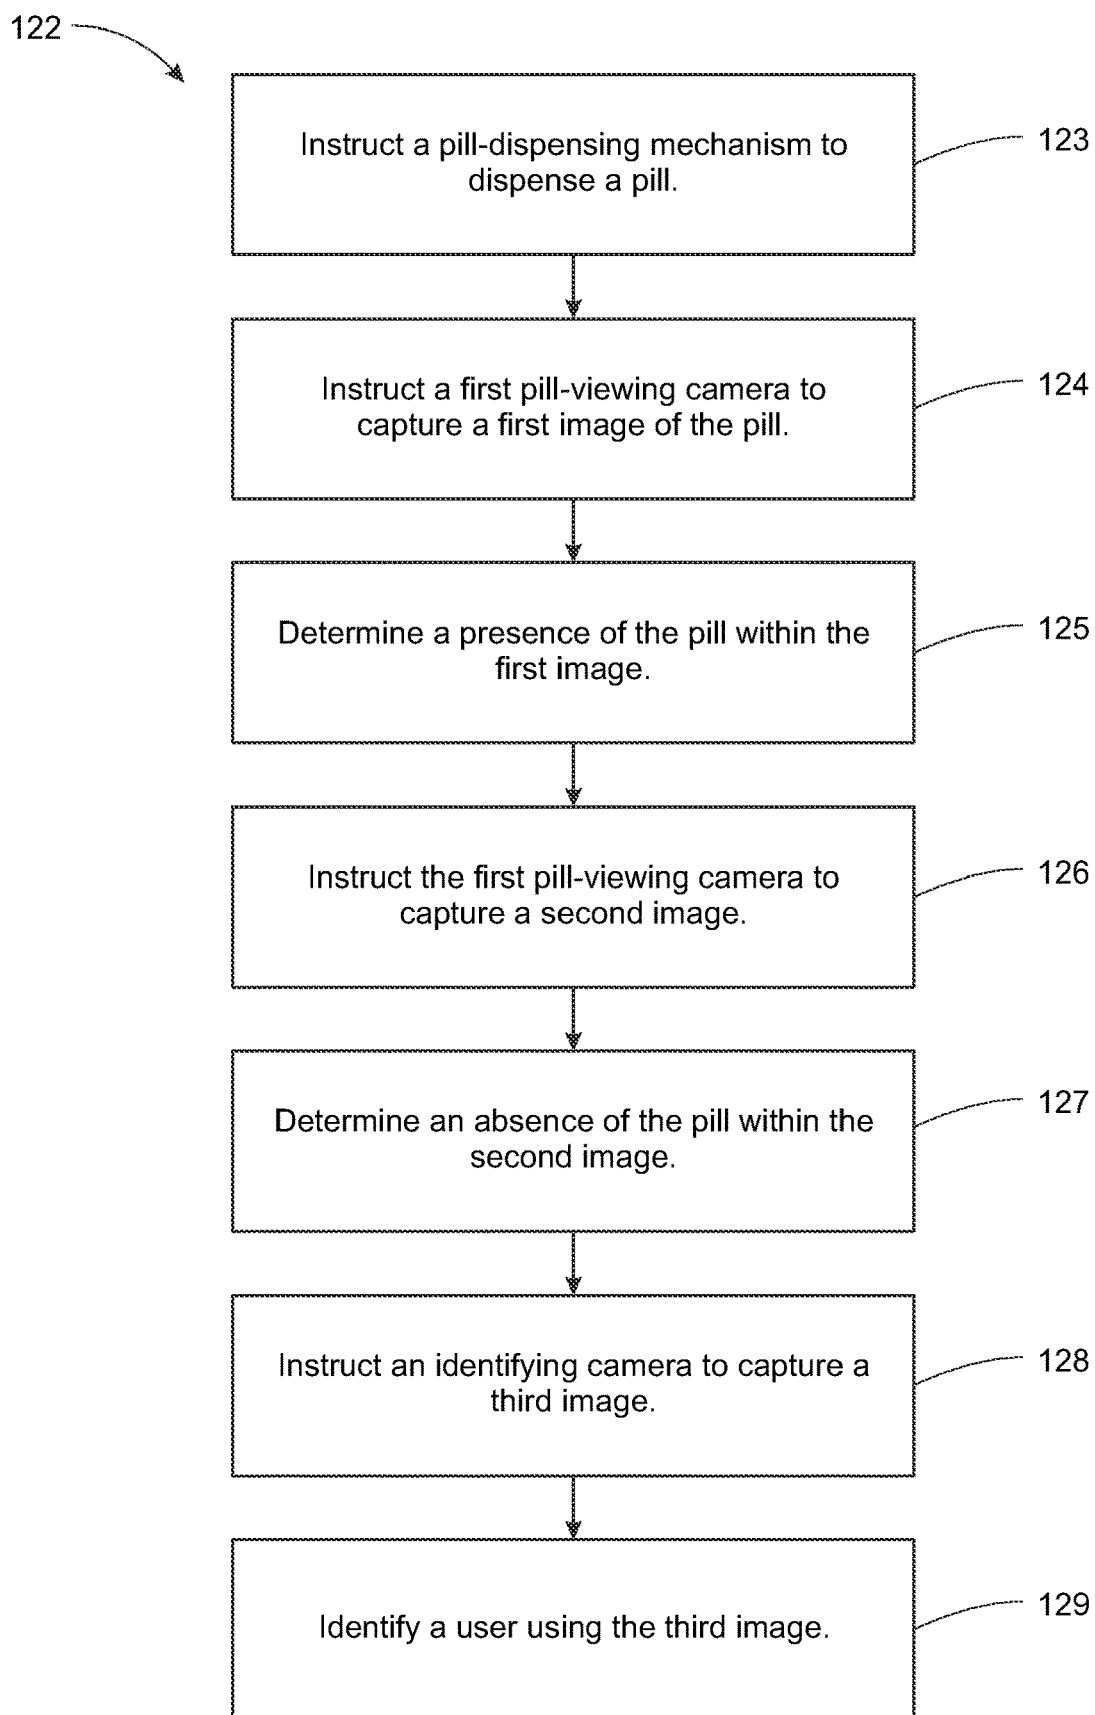 122
Instruct a pill-dispensing mechanism to
dispense a pill.
123
Instruct a first pill-viewing camera to
capture a first image of the pill.
124
Determine a presence of the pill within the
first image.
125
Instruct the first pill-viewing camera to
capture a second image.
126
Determine an absence of the pill within the
second image.
127
Instruct an identifying camera to capture a
third image.
128
Identify a user using the third image.
129